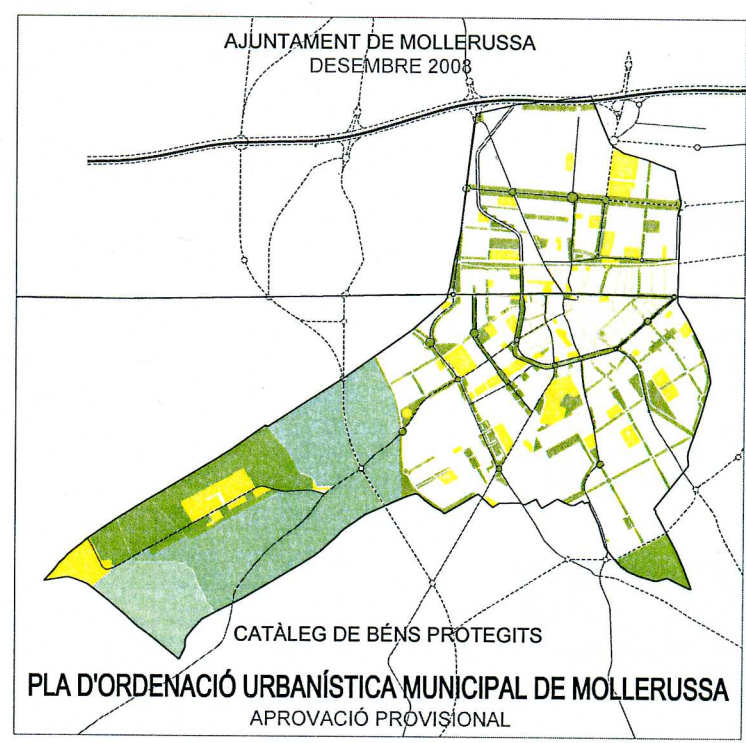 AJUNTAMENT DE MOLLERUSSA
DESEMBRE 2008
CATÀLEG DE BÉNS PROTEGITS
PLA D'ORDENACIÓ URBANÍSTICA MUNICIPAL DE MOLLERUSSA
APROVACIÓ PROVISIONAL